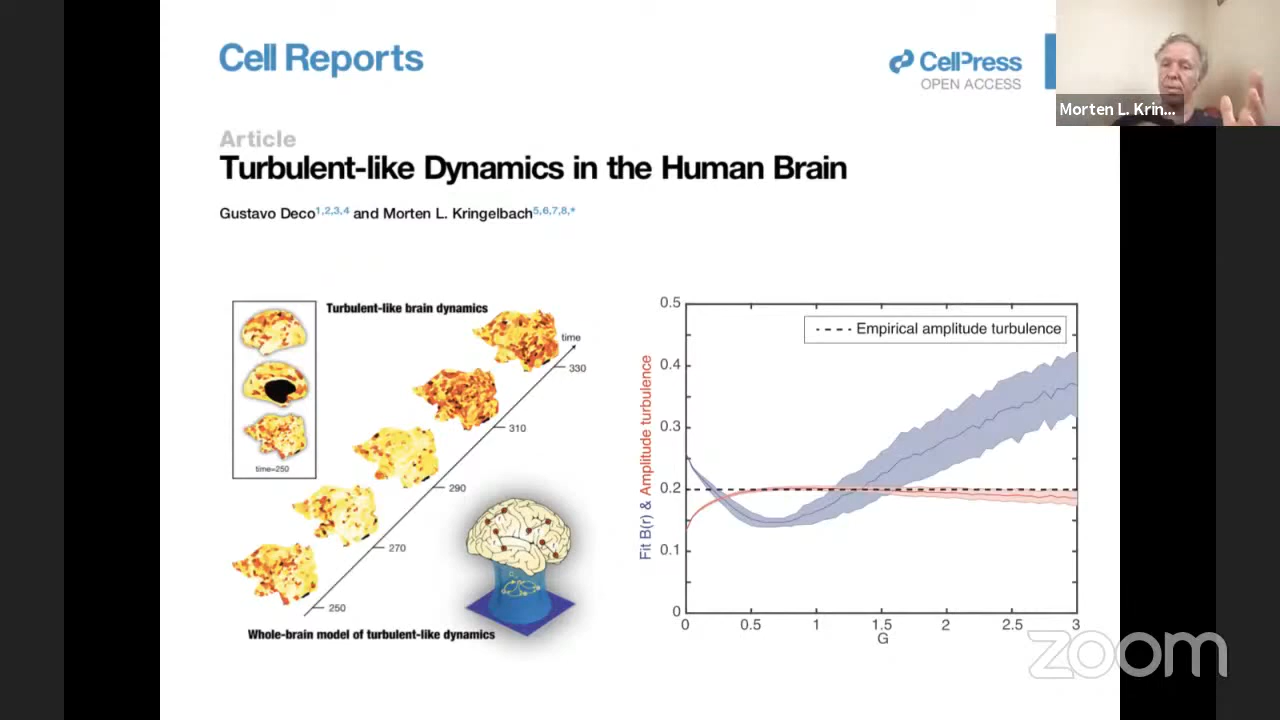 Cell Reports
CellPress
OPEN ACCESS
Morten L. Krin...
Article
Turbulent-like Dynamics in the Human Brain
Gustavo Deco1,2,3,4 and Morten L. Kringelbach5,6,7,8,*
Turbulent-like brain dynamics
time
330
310
290
270
250
time=250
Whole-brain model of turbulent-like dynamics
Fit B(r) & Amplitude turbulence
0.5
0.4
0.3
0.2
0.1
0
Empirical amplitude turbulence
0 0.5 1 1.5 2 2.5 3
G
zoom